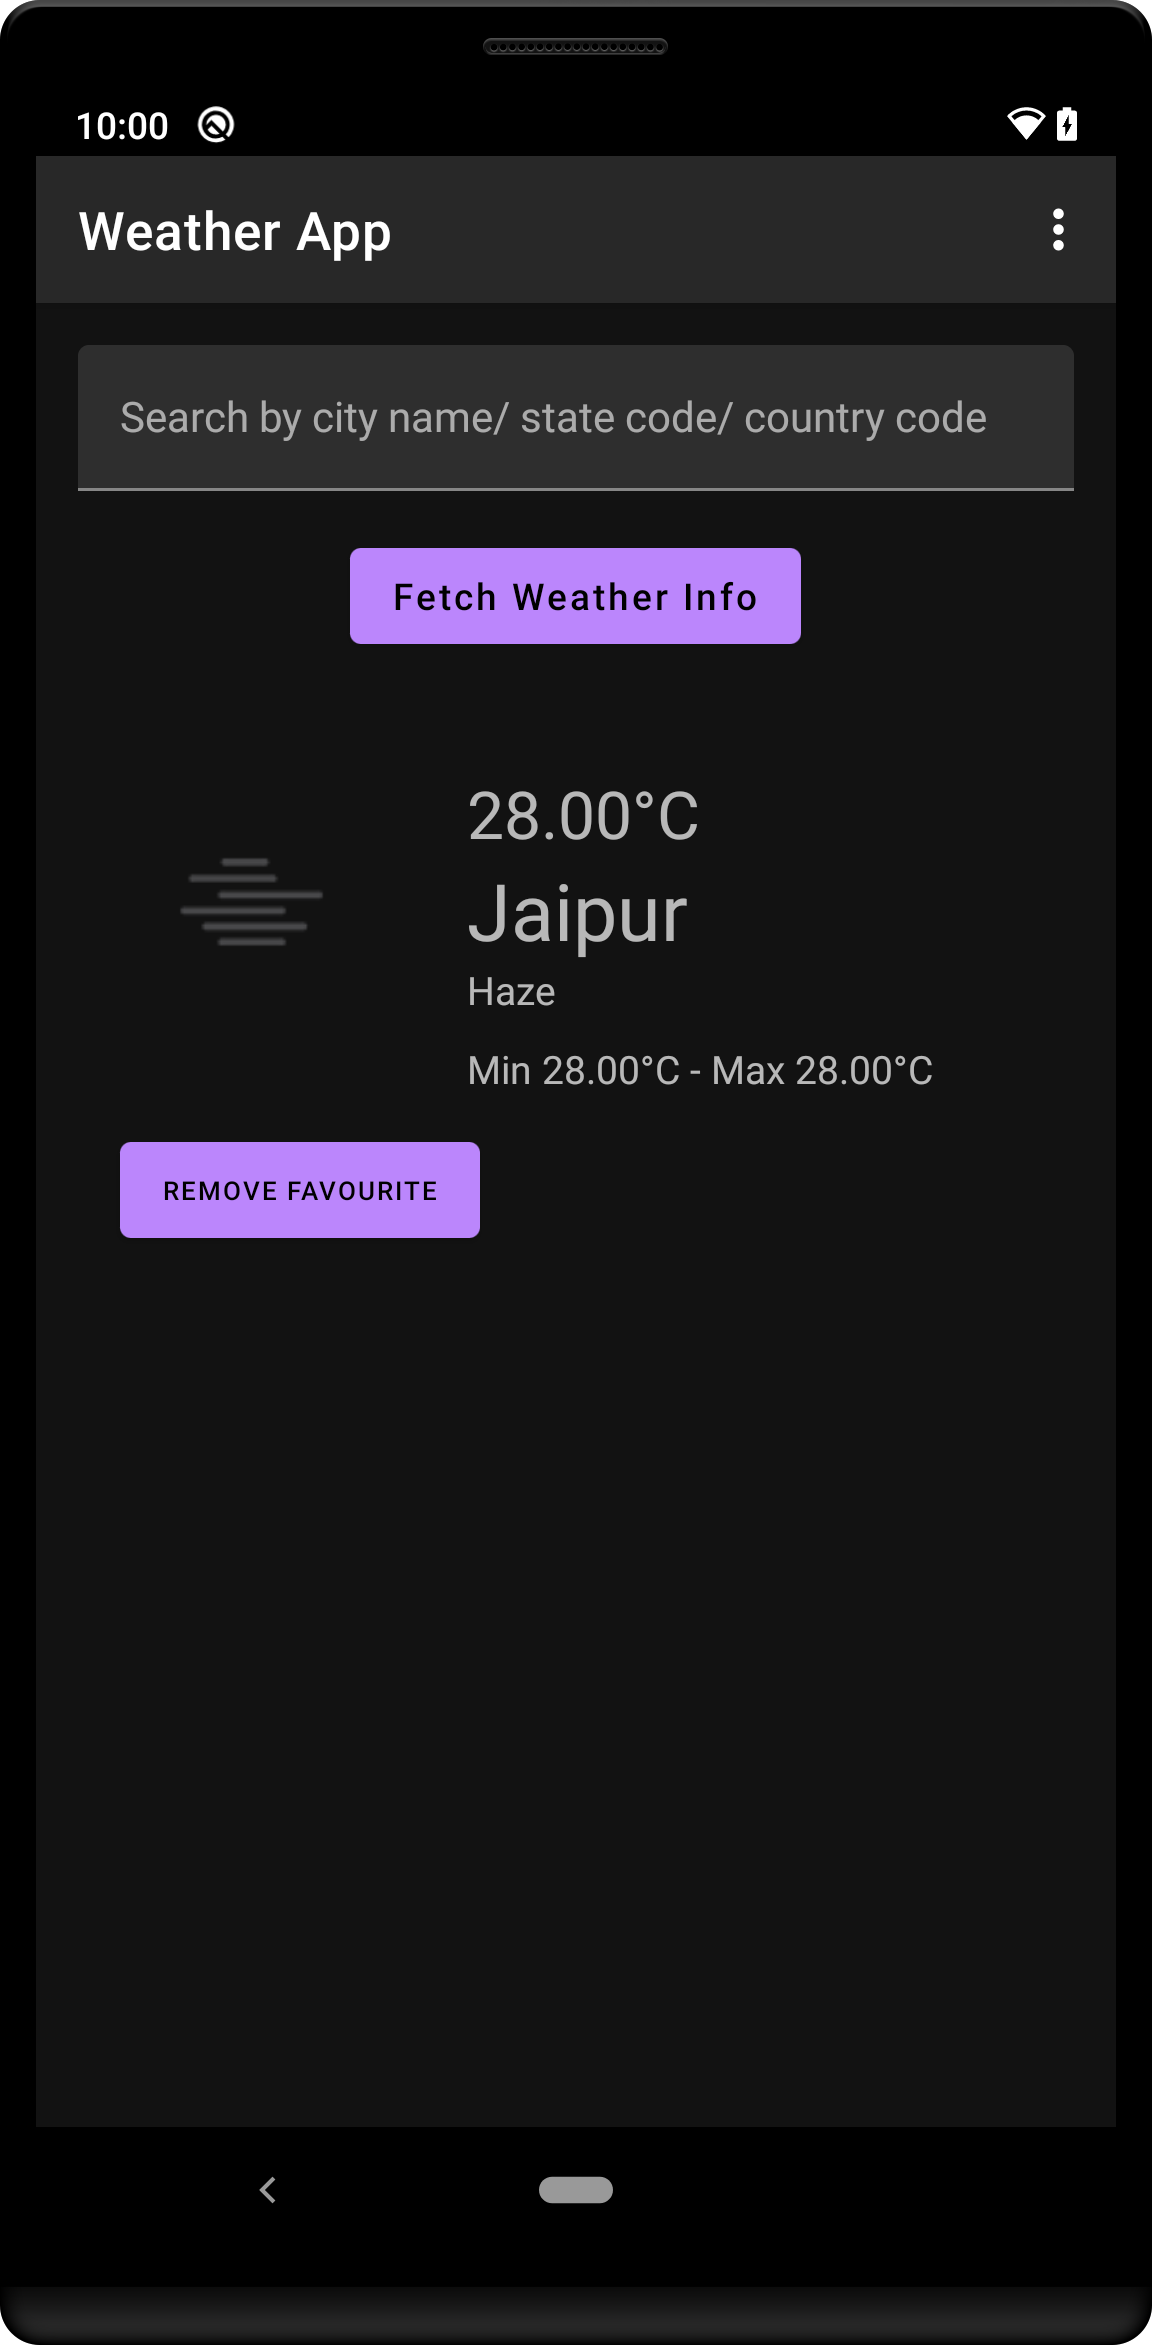 10:00
Weather App
Search by city name/ state code/ country code
Fetch Weather Info
28.00°C
Jaipur
Haze
Min 28.00°C - Max 28.00°C
REMOVE FAVOURITE